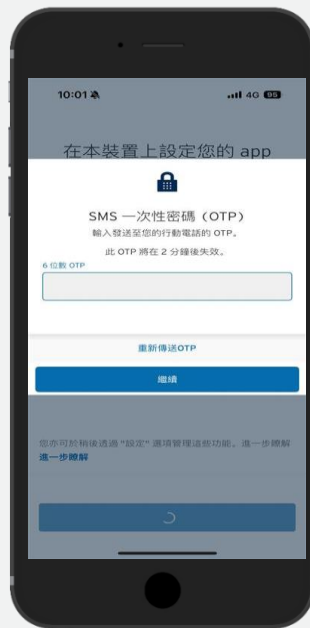 10:01
4G 95
在本裝置上設定您的 app
SMS 一次性密碼（OTP）
輸入發送至您的行動電話的 OTP。
此 OTP 將在 2 分鐘後失效。
6 位數 OTP
重新傳送OTP
繼續
您亦可於稍後透過 "設定" 選項管理這些功能。進一步瞭解
進一步瞭解